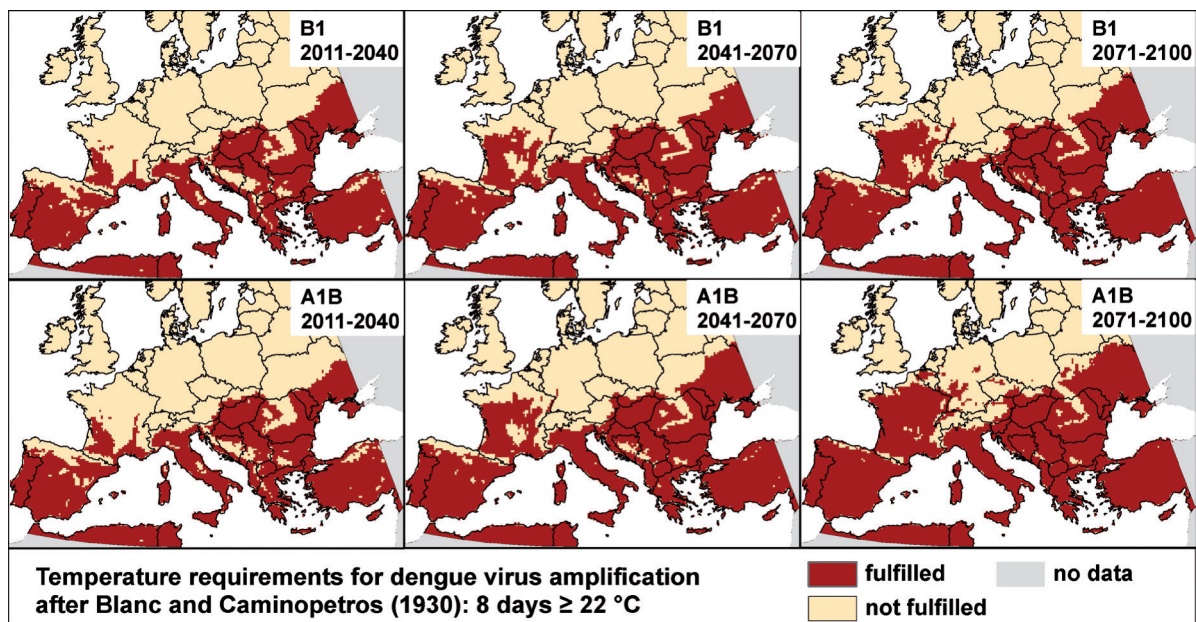 B1
2011-2040
B1
2041-2070
B1
2071-2100
A1B
2011-2040
A1B
2041-2070
A1B
2071-2100
Temperature requirements for dengue virus amplification
after Blanc and Caminopetros (1930): 8 days ≥ 22 °C
fulfilled
no data
not fulfilled